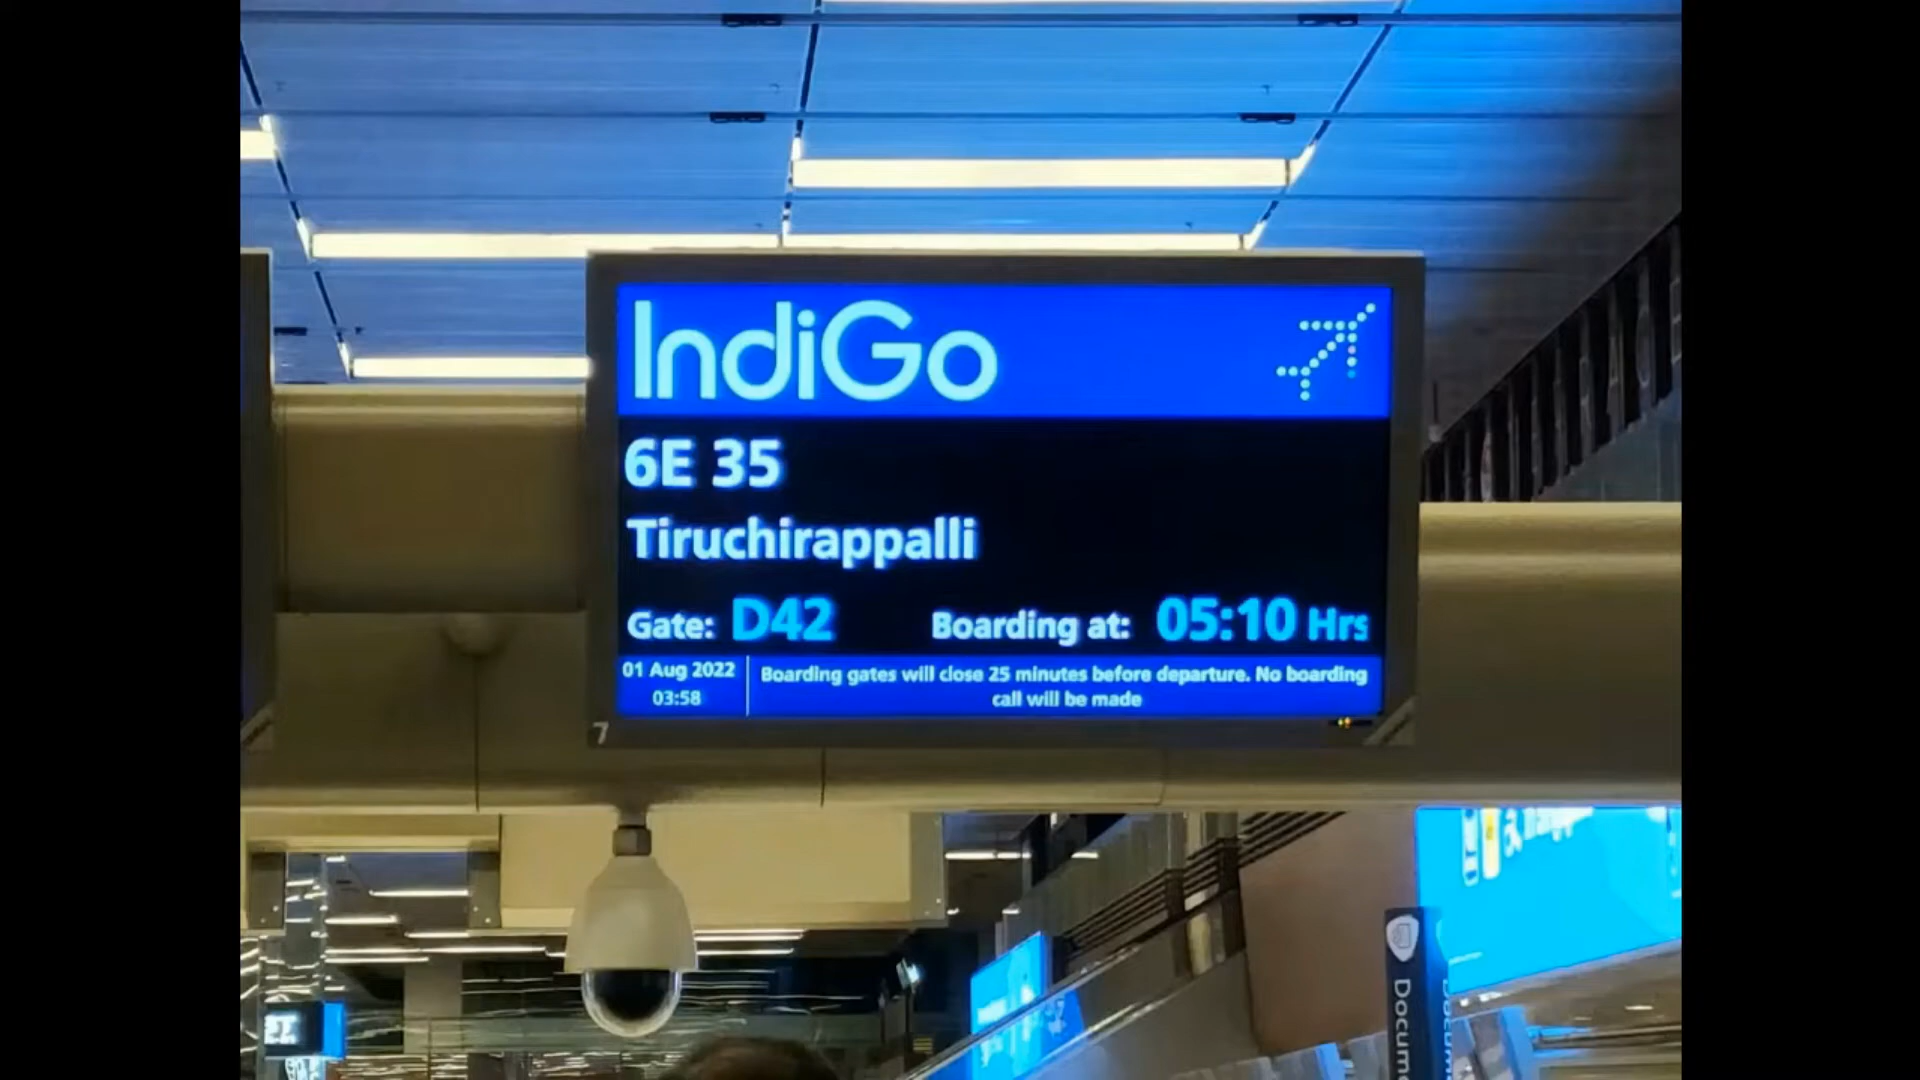 IndiGo
6E 35
Tiruchirappalli
Gate: D42 Boarding at: 05:10 Hrs
01 Aug 2022
03:58
Boarding gates will close 25 minutes before departure. No boarding
call will be made
7